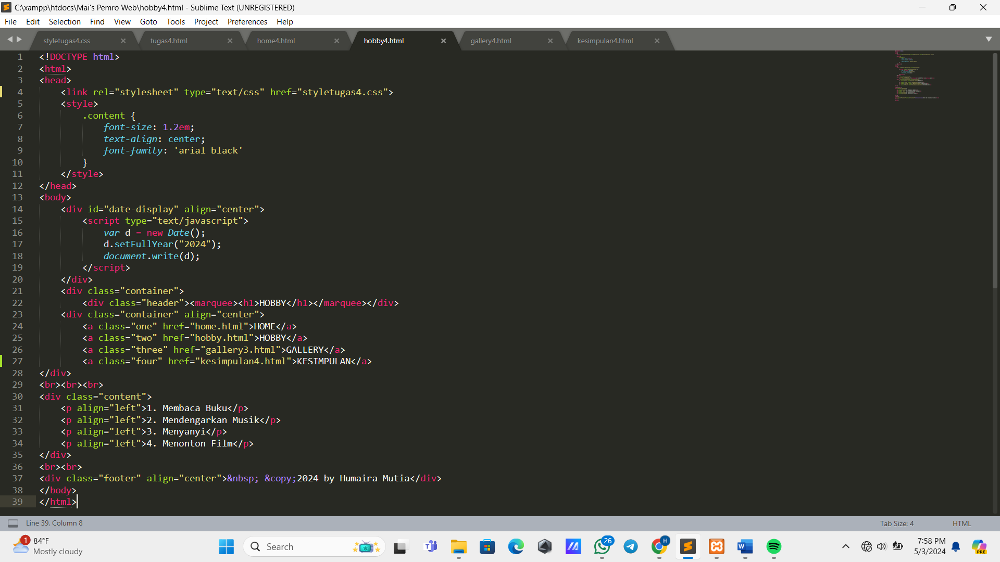 C:\xampp\htdocs\Mai's Pemro Web\hobby4.html - Sublime Text (UNREGISTERED)
File Edit Selection Find View Goto Tools Project Preferences Help
styletugas4.css tugas4.html home4.html hobby4.html gallery4.html kesimpulan4.html
1 <!DOCTYPE html>
2 <html>
3 <head>
4 <link rel="stylesheet" type="text/css" href="styletugas4.css">
5 <style>
6 .content {
7 font-size: 1.2em;
8 text-align: center;
9 font-family: 'arial black'
10 }
11 </style>
12 </head>
13 <body>
14 <div id="date-display" align="center">
15 <script type="text/javascript">
16 var d = new Date();
17 d.setFullYear("2024");
18 document.write(d);
19 </script>
20 </div>
21 <div class="container">
22 <div class="header"><marquee><h1>HOBBY</h1></marquee></div>
23 <div class="container" align="center">
24 <a class="one" href="home.html">HOME</a>
25 <a class="two" href="hobby.html">HOBBY</a>
26 <a class="three" href="gallery3.html">GALLERY</a>
27 <a class="four" href="kesimpulan4.html">KESIMPULAN</a>
28 </div>
29 <br><br><br>
30 <div class="content">
31 <p align="left">1. Membaca Buku</p>
32 <p align="left">2. Mendengarkan Musik</p>
33 <p align="left">3. Menyanyi</p>
34 <p align="left">4. Menonton Film</p>
35 </div>
36 <br><br>
37 <div class="footer" align="center">&nbsp; &copy;2024 by Humaira Mutia</div>
38 </body>
39 </html>
Line 39, Column 8 Tab Size: 4 HTML
1 84°F
Mostly cloudy
Search
26
H
7:58 PM
5/3/2024
PRE